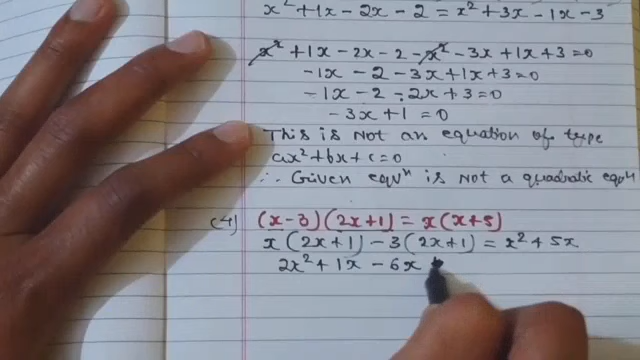 x² + 1x - 2x - 2 = x² + 3x - 1x - 3
x² + 1x - 2x - 2 - x² - 3x + 1x + 3 = 0
-1x - 2 - 3x + 1x + 3 = 0
-1x - 2 - 2x + 3 = 0
-3x + 1 = 0
This is Not an equation of type
ax² + bx + c = 0
∴ Given equⁿ is Not a quadratic equⁿ
(4) (x-3)(2x+1) = x(x+5)
x(2x+1) - 3(2x+1) = x² + 5x
2x² + 1x - 6x